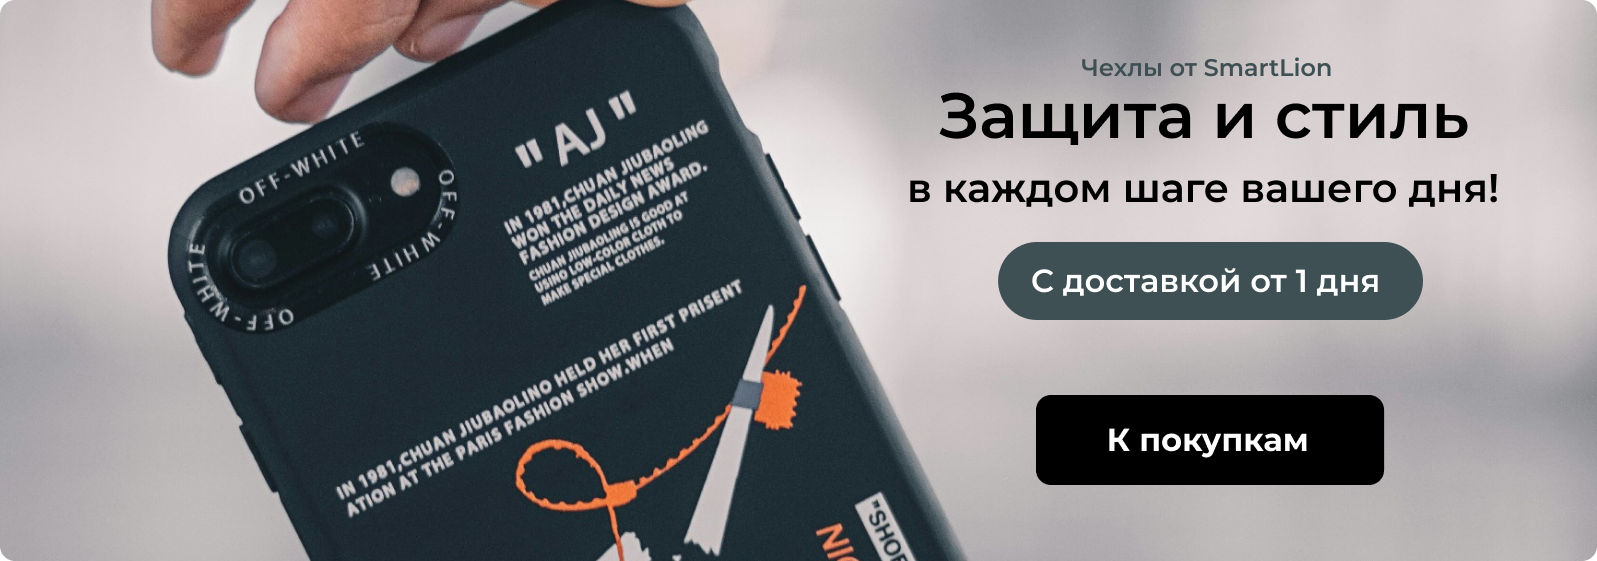 Чехлы от SmartLion
Защита и стиль
в каждом шаге вашего дня!
С доставкой от 1 дня
К покупкам
OFF-WHITE
OFF-WHITE
OFF-WHITE
OFF-WHITE
" AJ "
IN 1981,CHUAN JIUBAOLING
WON THE DAILY NEWS
FASHION DESIGN AWARD.
CHUAN JIUBAOLING IS GOOD AT
USING LOW-COLOR CLOTH TO
MAKE SPECIAL CLOTHES.
IN 1981,CHUAN JIUBAOLINO HELD HER FIRST PRISENT
ATION AT THE PARIS FASHION SHOW.WHEN